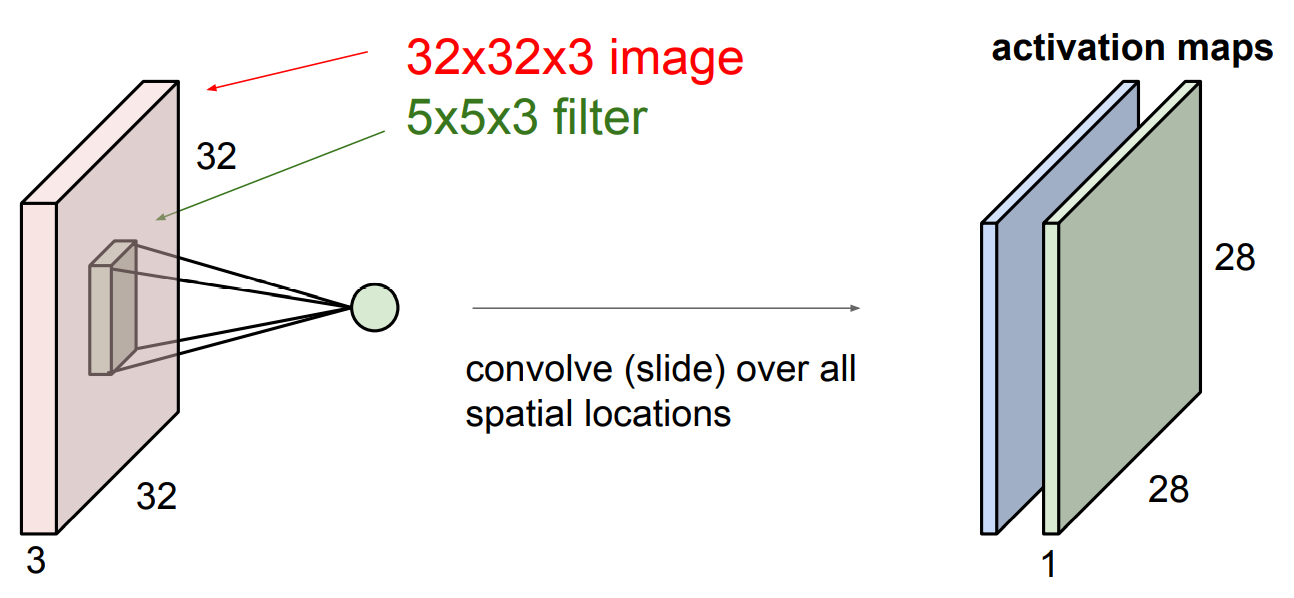 32x32x3 image
5x5x3 filter
32
32
3
convolve (slide) over all
spatial locations
activation maps
28
28
1